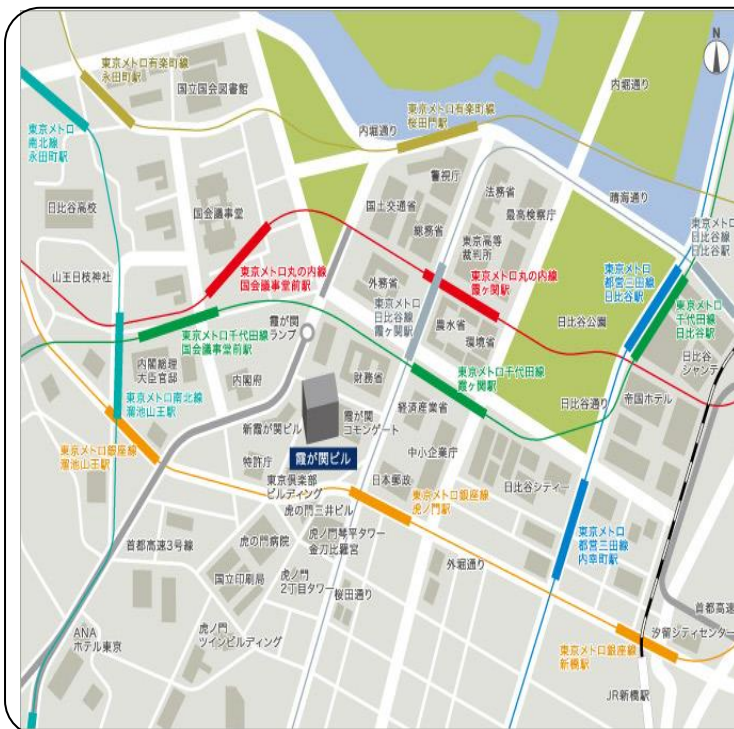 N
東京メトロ有楽町線
永田町駅
国立国会図書館
内堀通り
東京メトロ有楽町線
桜田門駅
内堀通り
東京メトロ
南北線
永田町駅
警視庁
法務省
晴海通り
日比谷高校
国会議事堂
国土交通省
総務省
最高検察庁
東京高等
裁判所
東京メトロ
日比谷線
日比谷駅
山王日枝神社
東京メトロ丸の内線
国会議事堂前駅
外務省
東京メトロ丸の内線
霞ヶ関駅
東京メトロ
都営三田線
日比谷駅
東京メトロ
千代田線
日比谷駅
東京メトロ
日比谷線
霞ヶ関駅
農水省
環境省
日比谷公園
霞が関
ランプ
東京メトロ千代田線
国会議事堂前駅
日比谷
シャンテ
内閣総理
大臣官邸
内閣府
財務省
東京メトロ千代田線
霞ヶ関駅
東京メトロ南北線
溜池山王駅
経済産業省
日比谷通り
帝国ホテル
新霞が関ビル
霞が関
コモンゲート
東京メトロ銀座線
溜池山王駅
霞が関ビル
中小企業庁
特許庁
東京倶楽部
ビルディング
日本郵政
日比谷シティー
虎の門三井ビル
東京メトロ銀座線
虎ノ門駅
首都高速3号線
虎の門病院
虎ノ門琴平タワー
金刀比羅宮
東京メトロ
都営三田線
内幸町駅
国立印刷局
虎ノ門
2丁目タワー
桜田通り
外堀通り
首都高速
ANA
ホテル東京
虎ノ門
ツインビルディング
東京メトロ銀座線
新橋駅
汐留シティセンター
JR新橋駅